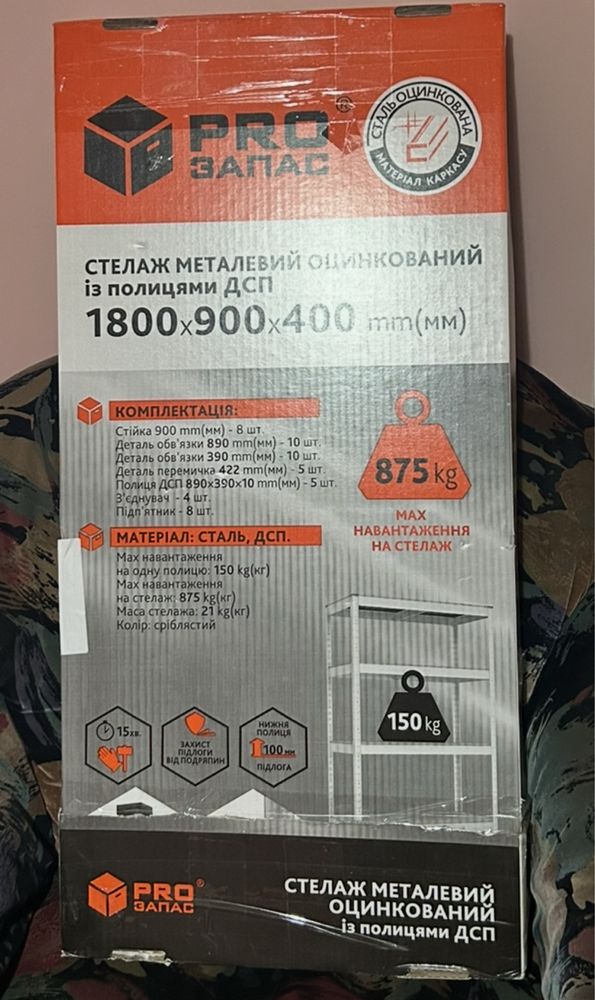 PRO
ЗАПАС
СТАЛЬ ОЦИНКОВАНА
МАТЕРІАЛ КАРКАСУ
СТЕЛАЖ МЕТАЛЕВИЙ ОЦИНКОВАНИЙ
із полицями ДСП
1800х900х400 mm(мм)
КОМПЛЕКТАЦІЯ:
Стійка 900 mm(мм) - 8 шт.
Деталь обв'язки 890 mm(мм) - 10 шт.
Деталь обв'язки 390 mm(мм) - 10 шт.
Деталь перемичка 422 mm(мм) - 5 шт.
Полиця ДСП 890х390х10 mm(мм) - 5 шт.
З'єднувач - 4 шт.
Підп'ятник - 8 шт.
875 kg
МАХ
НАВАНТАЖЕННЯ
НА СТЕЛАЖ
МАТЕРІАЛ: СТАЛЬ, ДСП.
Мах навантаження
на одну полицю: 150 kg(кг)
Мах навантаження
на стелаж: 875 kg(кг)
Маса стелажа: 21 kg(кг)
Колір: сріблястий
150 kg
15хв.
ЗАХИСТ
ПІДЛОГИ
ВІД ПОДРЯПИН
НИЖНЯ
ПОЛИЦЯ
100 мм
ПІДЛОГА
PRO®
ЗАПАС
СТЕЛАЖ МЕТАЛЕВИЙ
ОЦИНКОВАНИЙ
із полицями ДСП